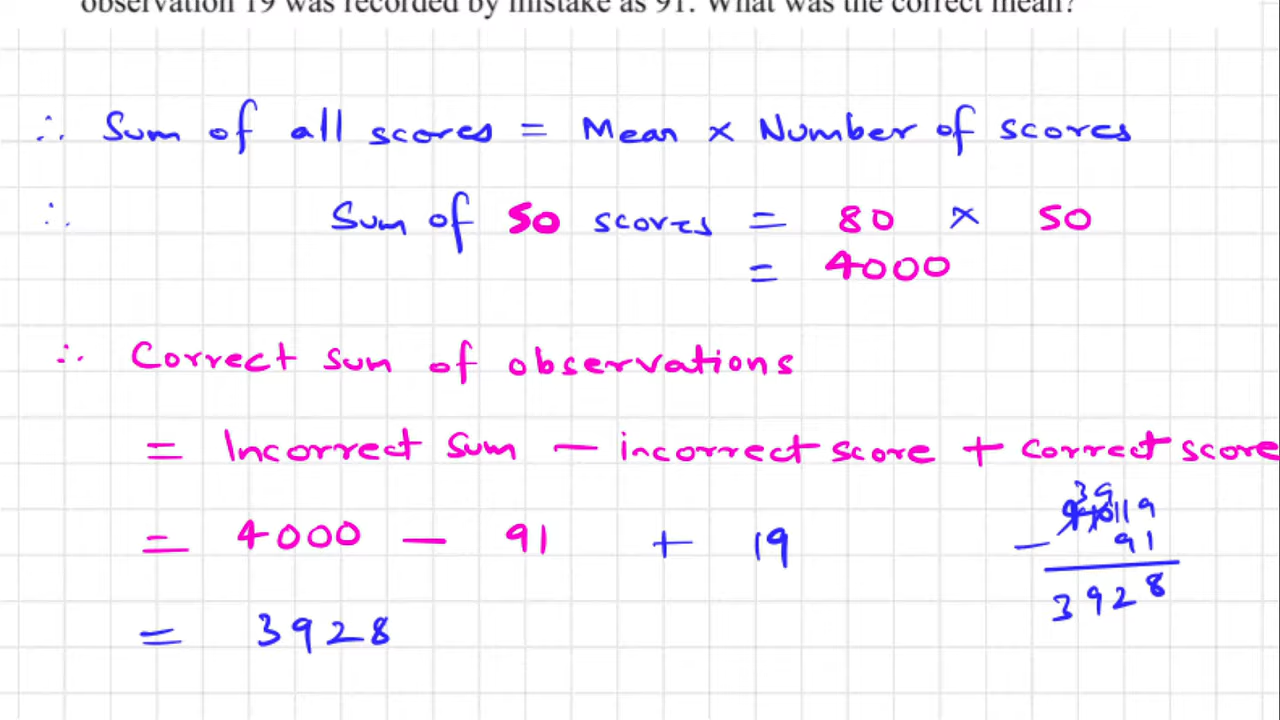 observation 19 was recorded by mistake as 91. What was the correct mean?
∴ Sum of all scores = Mean × Number of scores
∴ Sum of 50 scores = 80 × 50
= 4000
∴ Correct sum of observations
= Incorrect sum − incorrect score + correct score
= 4000 − 91 + 19
39
19
− 91
3928
= 3928